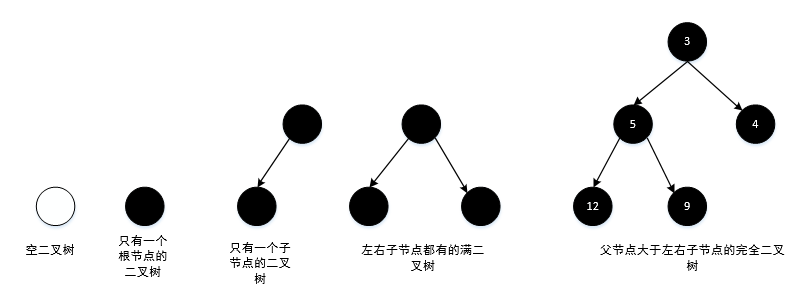 3
5
4
12
9
空二叉树
只有一个
根节点的
二叉树
只有一个子
节点的二叉
树
左右子节点都有的满二
叉树
父节点大于左右子节点的完全二叉
树